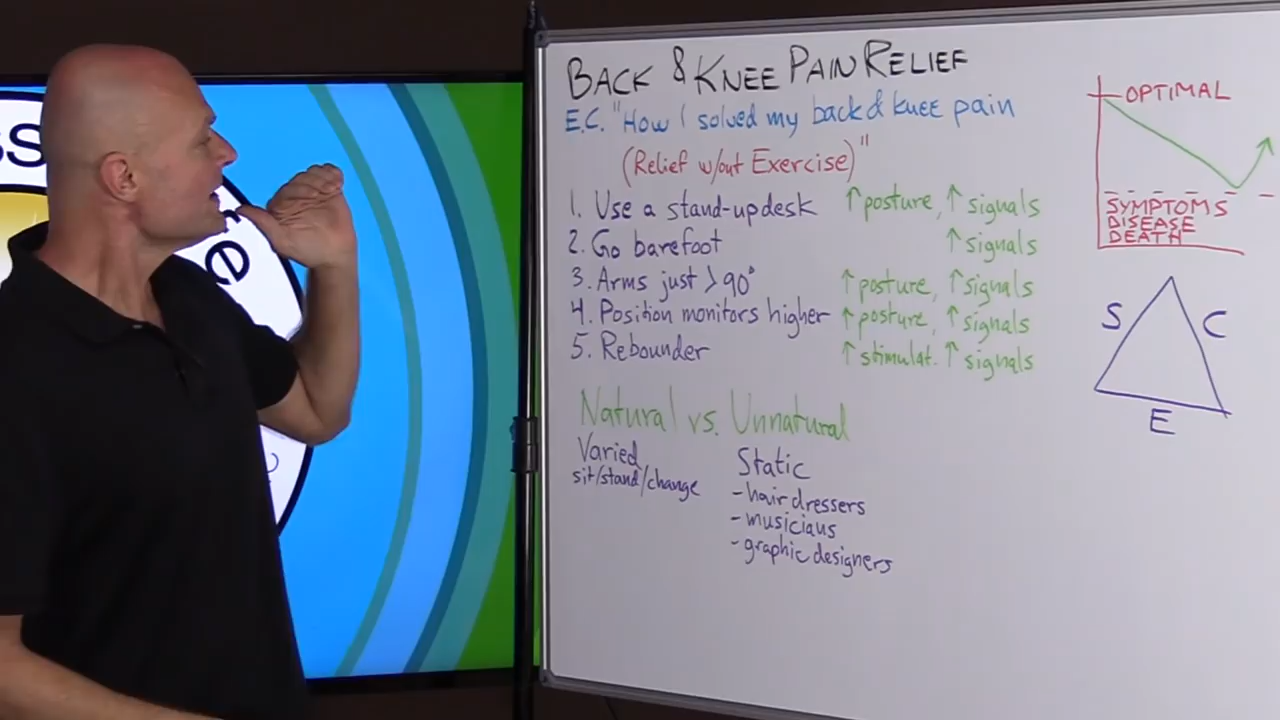 ss
e
BACK & KNEE PAIN RELIEF
E.C. "How I solved my back & knee pain
(Relief w/out Exercise)"
1. Use a stand-up desk ↑posture, ↑signals
2. Go barefoot ↑signals
3. Arms just > 90° ↑posture, ↑signals
4. Position monitors higher ↑posture, ↑signals
5. Rebounder ↑stimulat. ↑signals
Natural vs. Unnatural
Varied
sit/stand/change
Static
- hair dressers
- musicians
- graphic designers
OPTIMAL
SYMPTOMS
DISEASE
DEATH
S C
E